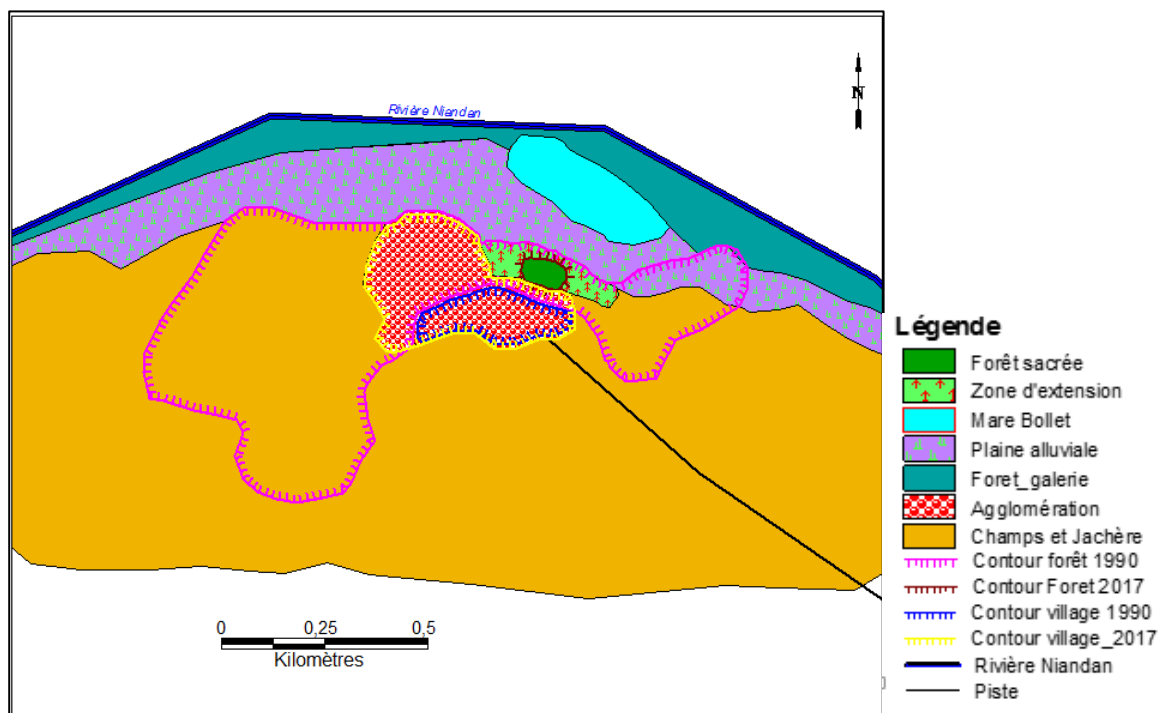 Rivière Niandan
N
Légende
Forêt sacrée
Zone d'extension
Mare Bollet
Plaine alluviale
Foret_galerie
Agglomération
Champs et Jachère
Contour forêt 1990
Contour Foret 2017
Contour village 1990
Contour village_2017
Rivière Niandan
Piste
0 0,25 0,5
Kilomètres